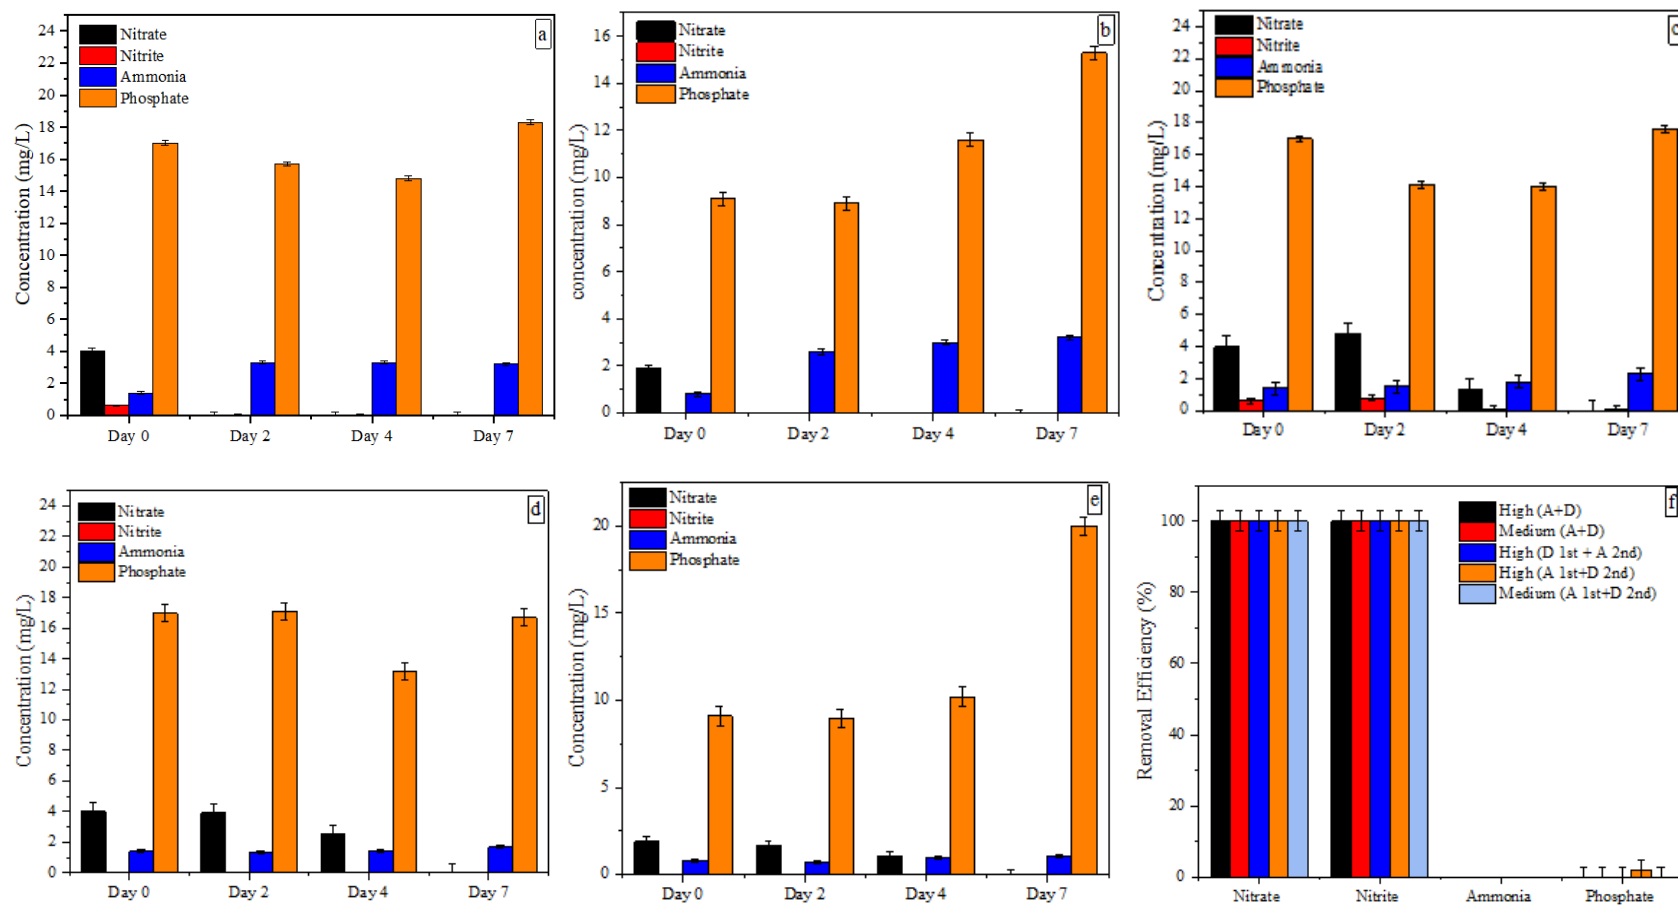 a
Nitrate
Nitrite
Ammonia
Phosphate
Concentration (mg/L)
24
22
20
18
16
14
12
10
8
6
4
2
0
Day 0
Day 2
Day 4
Day 7
b
Nitrate
Nitrite
Ammonia
Phosphate
concentration (mg/L)
16
14
12
10
8
6
4
2
0
Day 0
Day 2
Day 4
Day 7
c
Nitrate
Nitrite
Ammonia
Phosphate
Concentration (mg/L)
24
22
20
18
16
14
12
10
8
6
4
2
0
Day 0
Day 2
Day 4
Day 7
d
Nitrate
Nitrite
Ammonia
Phosphate
Concentration (mg/L)
24
22
20
18
16
14
12
10
8
6
4
2
0
Day 0
Day 2
Day 4
Day 7
e
Nitrate
Nitrite
Ammonia
Phosphate
Concentration (mg/L)
20
15
10
5
0
Day 0
Day 2
Day 4
Day 7
f
High (A+D)
Medium (A+D)
High (D 1st + A 2nd)
High (A 1st+D 2nd)
Medium (A 1st+D 2nd)
Removal Efficiency (%)
100
80
60
40
20
0
Nitrate
Nitrite
Ammonia
Phosphate